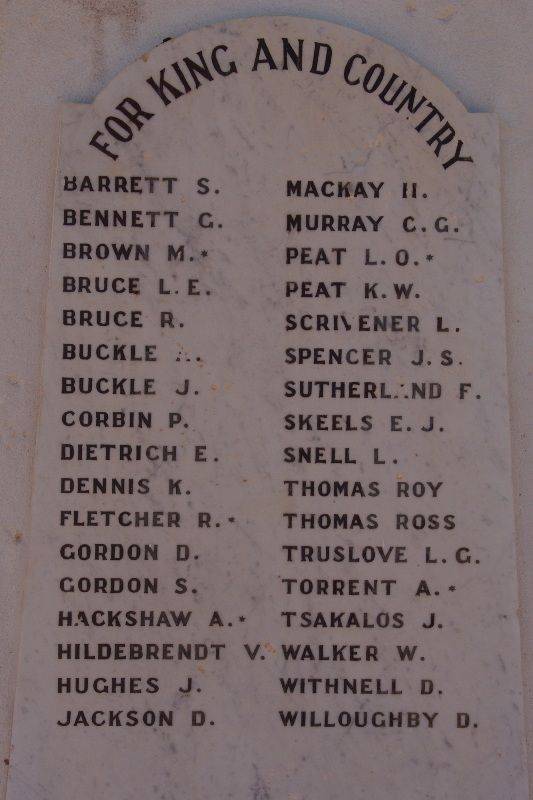 FOR KING AND COUNTRY
BARRETT S.
BENNETT G.
BROWN M.*
BRUCE L.E.
BRUCE R.
BUCKLE
BUCKLE J.
CORBIN P.
DIETRICH E.
DENNIS K.
FLETCHER R.*
GORDON D.
GORDON S.
HACKSHAW A.*
HILDEBRENDT V.
HUGHES J.
JACKSON D.
MACKAY H.
MURRAY C.G.
PEAT L.O.*
PEAT K.W.
SCRIVENER L.
SPENCER J.S.
SUTHERLAND F.
SKEELS E.J.
SNELL L.
THOMAS ROY
THOMAS ROSS
TRUSLOVE L.G.
TORRENT A.*
TSAKALOS J.
WALKER W.
WITHNELL D.
WILLOUGHBY D.